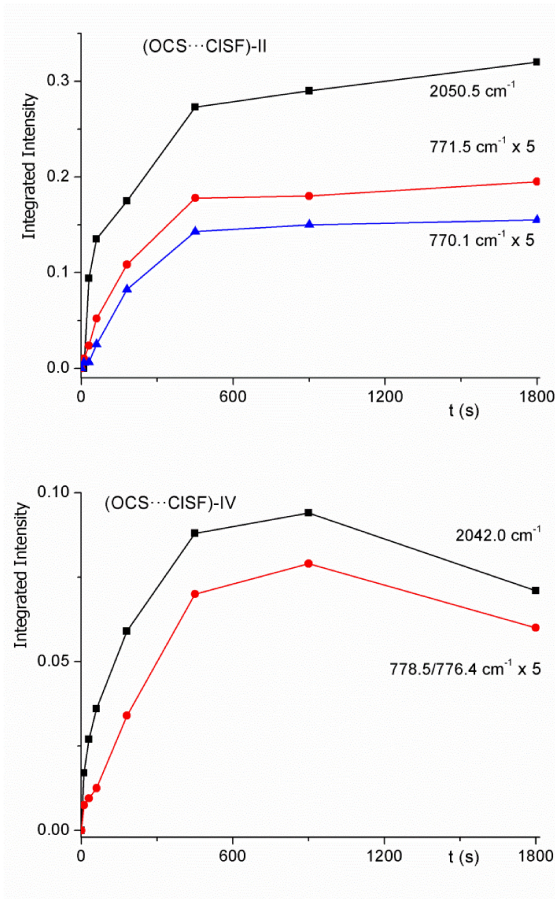 (OCS···ClSF)-II
0.3
2050.5 cm⁻¹
771.5 cm⁻¹ x 5
0.2
Integrated Intensity
770.1 cm⁻¹ x 5
0.1
0.0
0 600 1200 1800
t (s)
0.10
(OCS···ClSF)-IV
2042.0 cm⁻¹
Integrated Intensity
0.05
778.5/776.4 cm⁻¹ x 5
0.00
0 600 1200 t (s) 1800